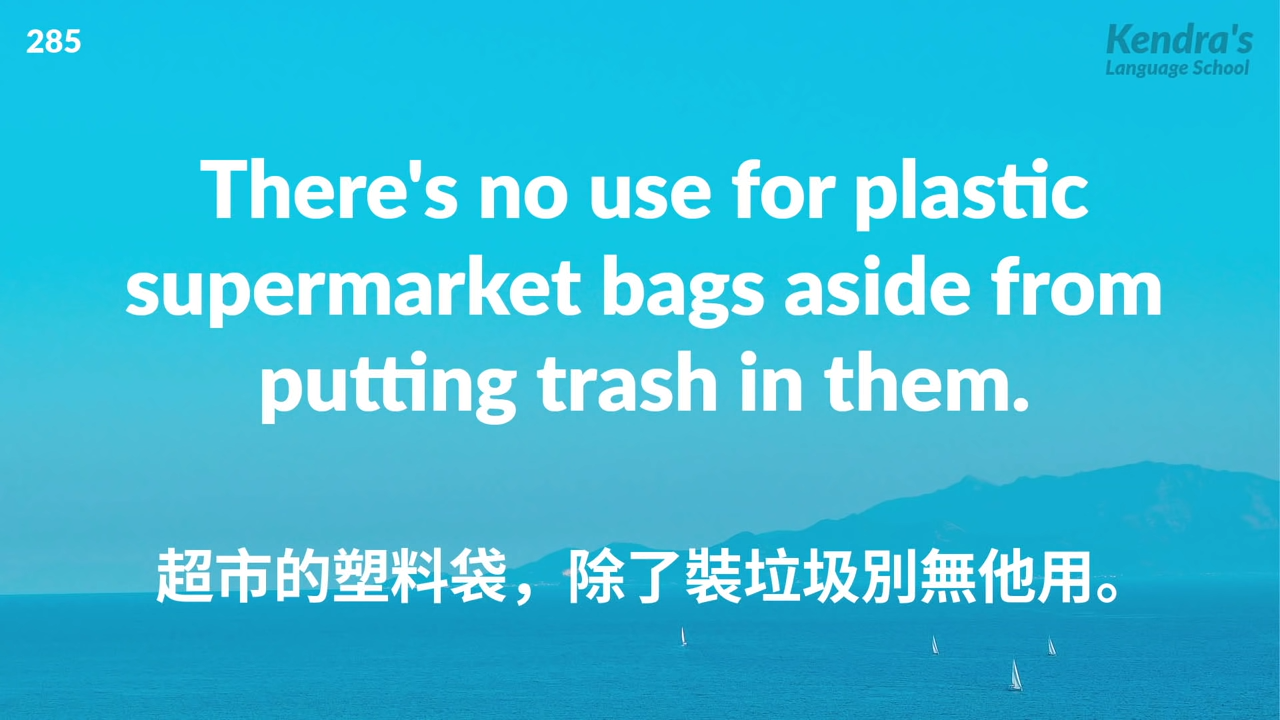 285
Kendra's
Language School
There's no use for plastic
supermarket bags aside from
putting trash in them.
超市的塑料袋，除了裝垃圾別無他用。